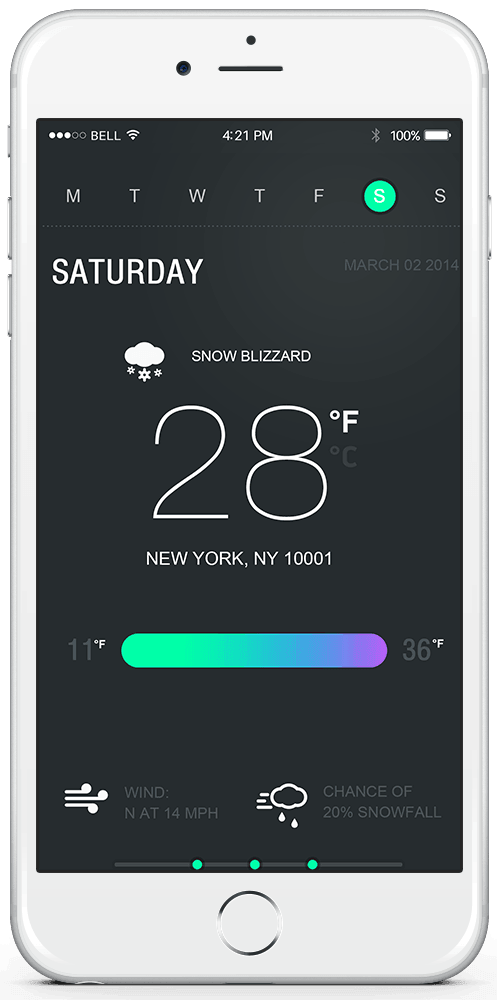 BELL 4:21 PM 100%
M T W T F S S
SATURDAY MARCH 02 2014
SNOW BLIZZARD
28 °F
°C
NEW YORK, NY 10001
11°F 36°F
WIND: CHANCE OF
N AT 14 MPH 20% SNOWFALL